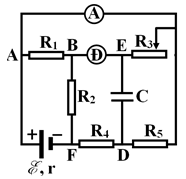 A
A R₁ B Đ E R₃
R₂ C
+ − R₄ R₅
ℰ, r F D